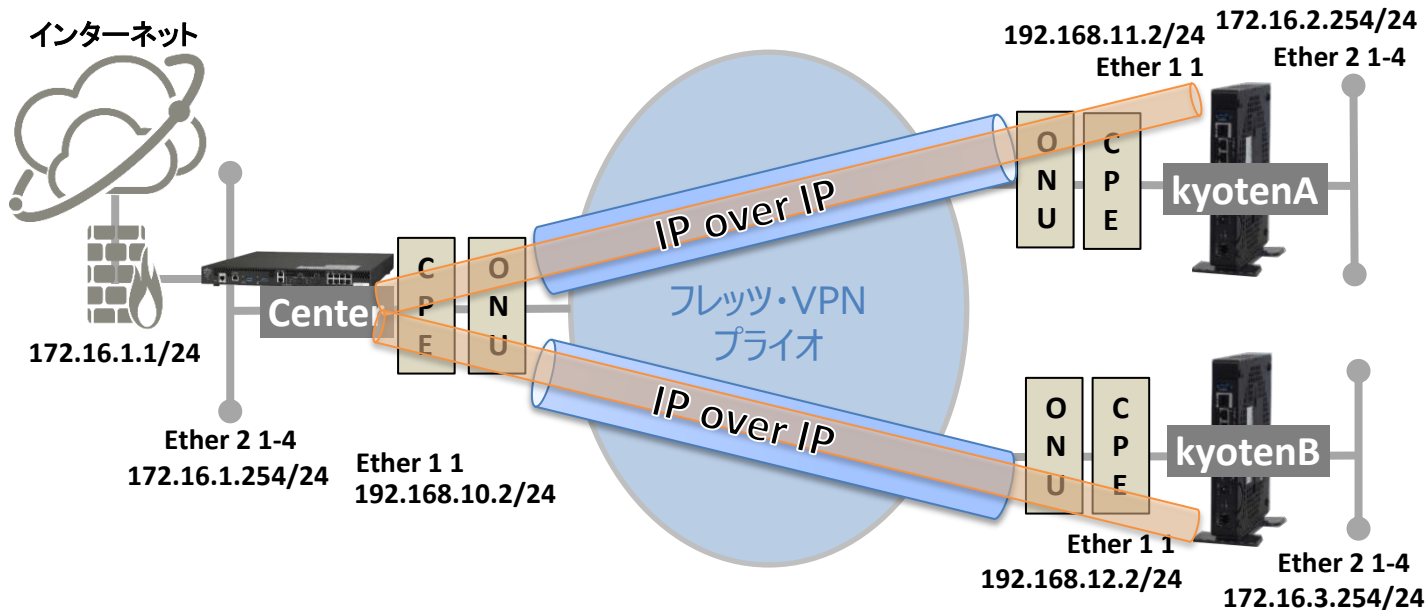 インターネット
172.16.1.1/24
Center
C
P
E
O
N
U
Ether 2 1-4
172.16.1.254/24
Ether 1 1
192.168.10.2/24
IP over IP
フレッツ・VPN
プライオ
IP over IP
192.168.11.2/24
Ether 1 1
172.16.2.254/24
Ether 2 1-4
O
N
U
C
P
E
kyotenA
O
N
U
C
P
E
kyotenB
Ether 1 1
192.168.12.2/24
Ether 2 1-4
172.16.3.254/24